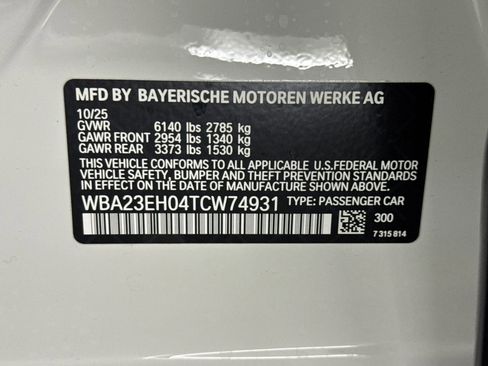 MFD BY BAYERISCHE MOTOREN WERKE AG
10/25
GVWR 6140 lbs 2785 kg
GAWR FRONT 2954 lbs 1340 kg
GAWR REAR 3373 lbs 1530 kg
THIS VEHICLE CONFORMS TO ALL APPLICABLE U.S.FEDERAL MOTOR
VEHICLE SAFETY, BUMPER AND THEFT PREVENTION STANDARDS
IN EFFECT ON THE DATE OF MANUFACTURE SHOWN ABOVE.
WBA23EH04TCW74931 TYPE: PASSENGER CAR
300
7 315 814